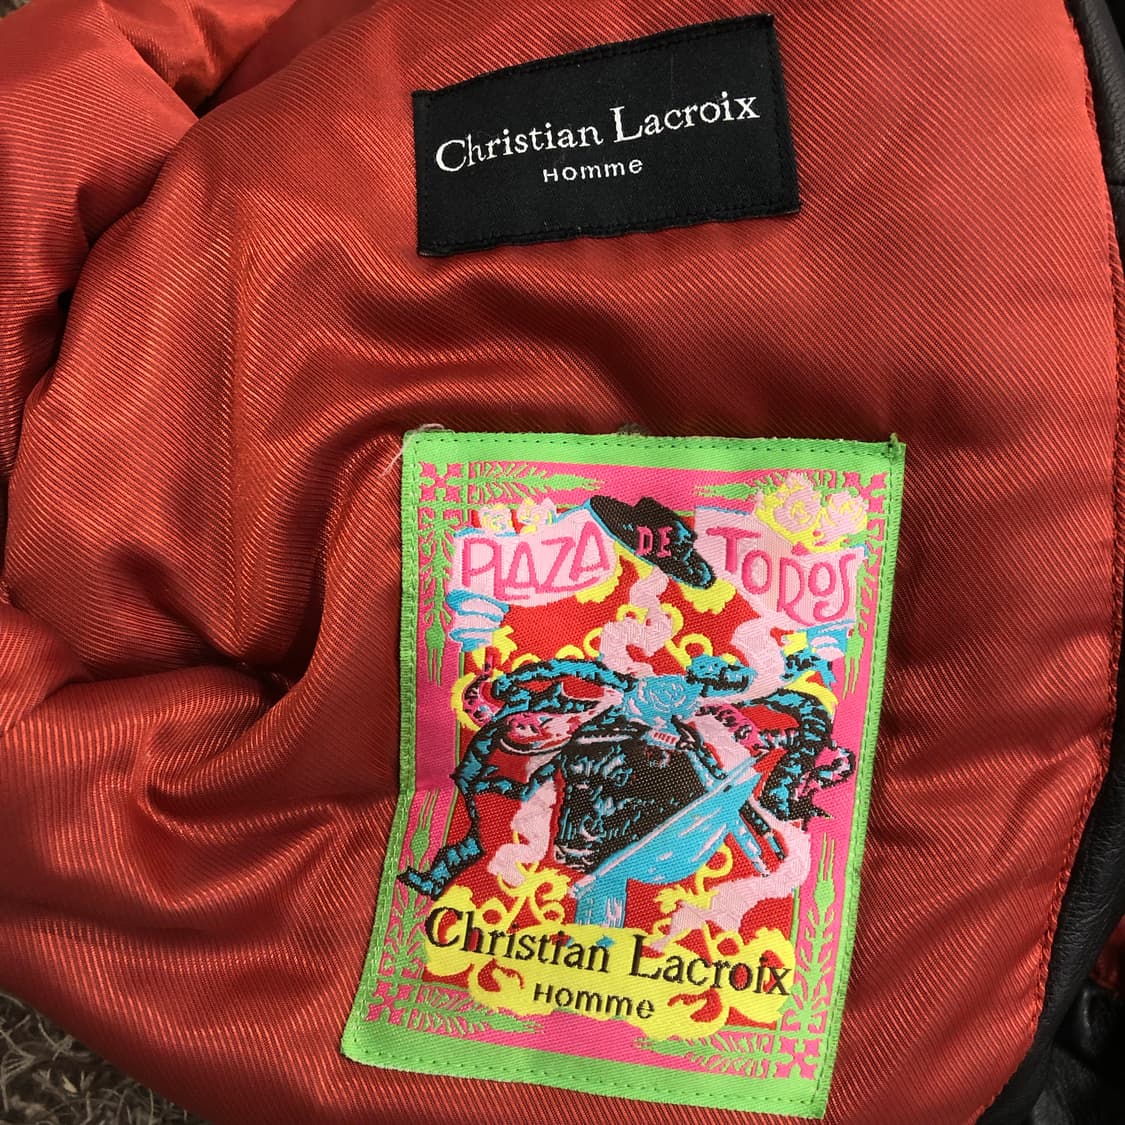 Christian Lacroix
Homme
PLAZA DE TOROS
Christian Lacroix
Homme